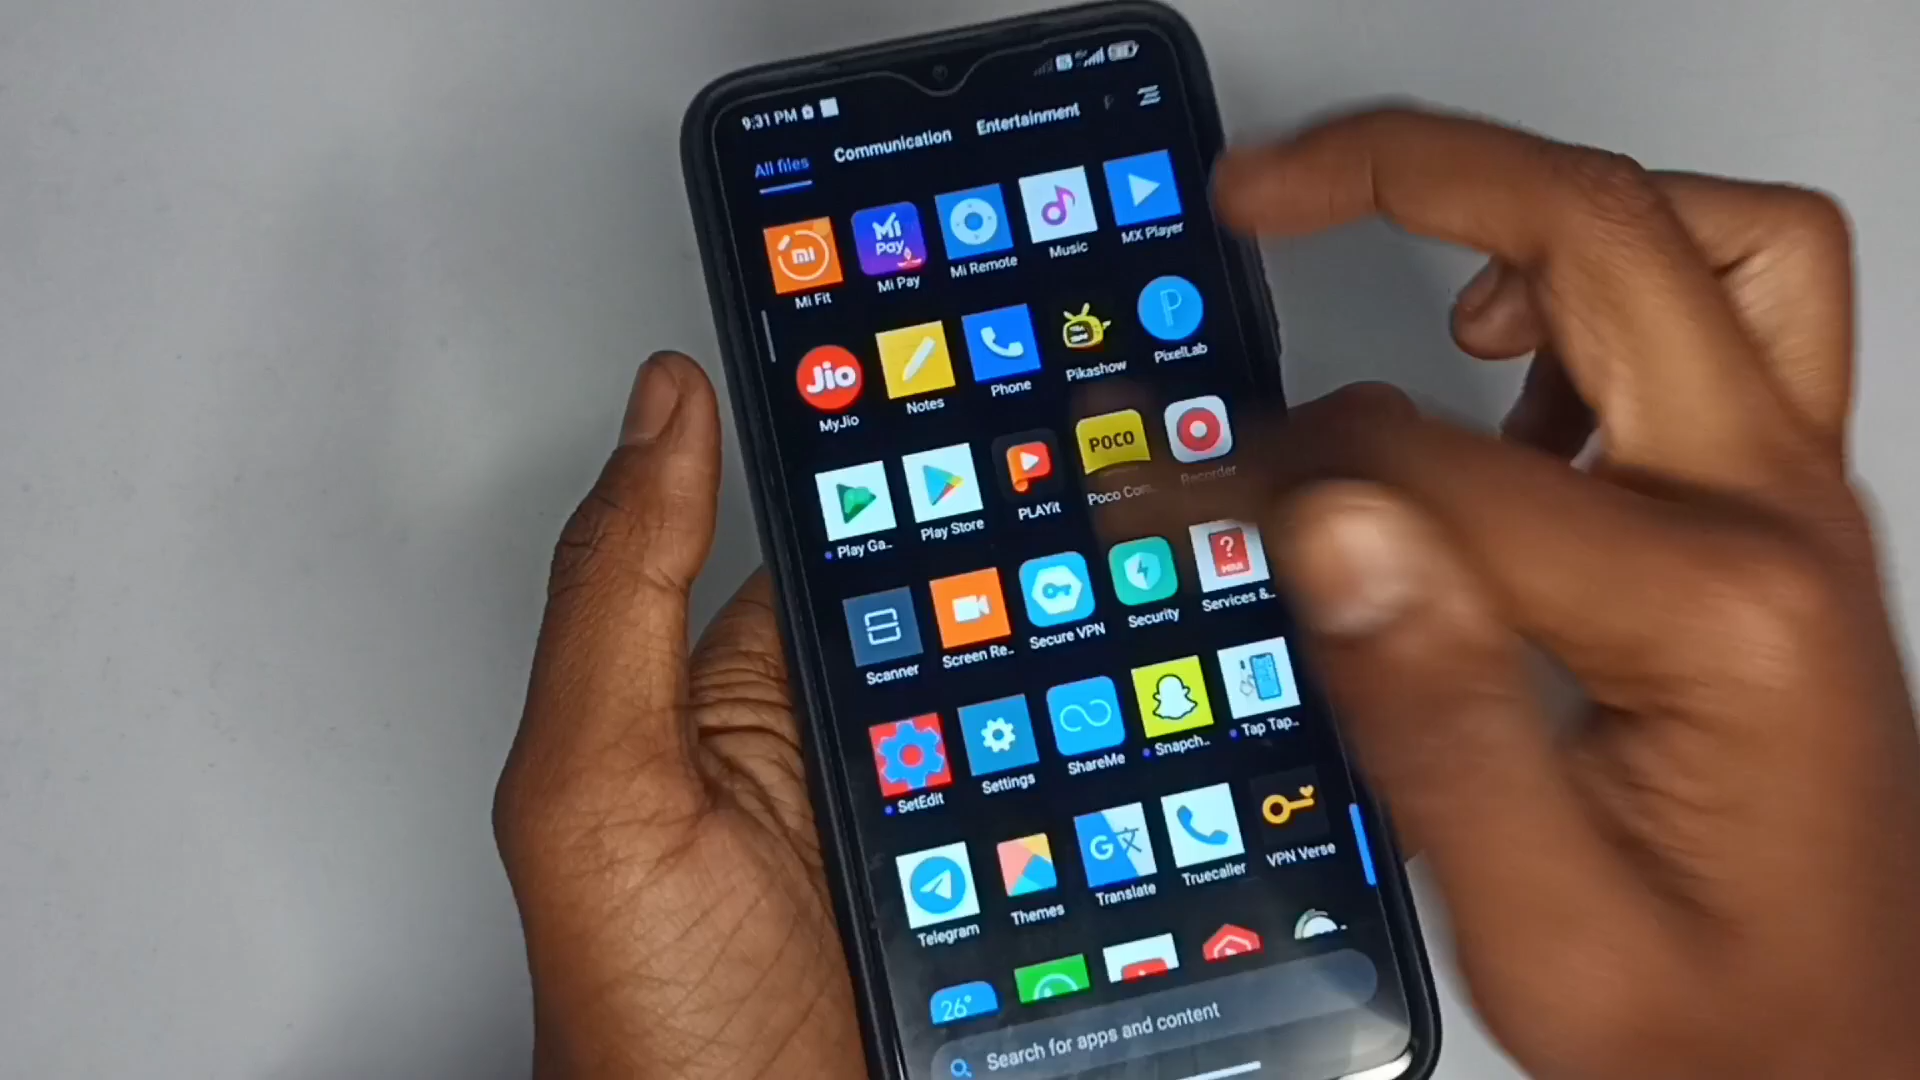 9:31 PM
All files Communication Entertainment P
mi Mi Pay
Mi Fit Mi Pay Mi Remote Music MX Player
Jio P
MyJio Notes Phone Pikashow PixelLab
POCO
Play Ga.. Play Store PLAYit Poco Com.. Recorder
? MIUI
Scanner Screen Re.. Secure VPN Security Services &..
SetEdit Settings ShareMe Snapch.. Tap Tap..
G
Telegram Themes Translate Truecaller VPN Verse
26°
Search for apps and content